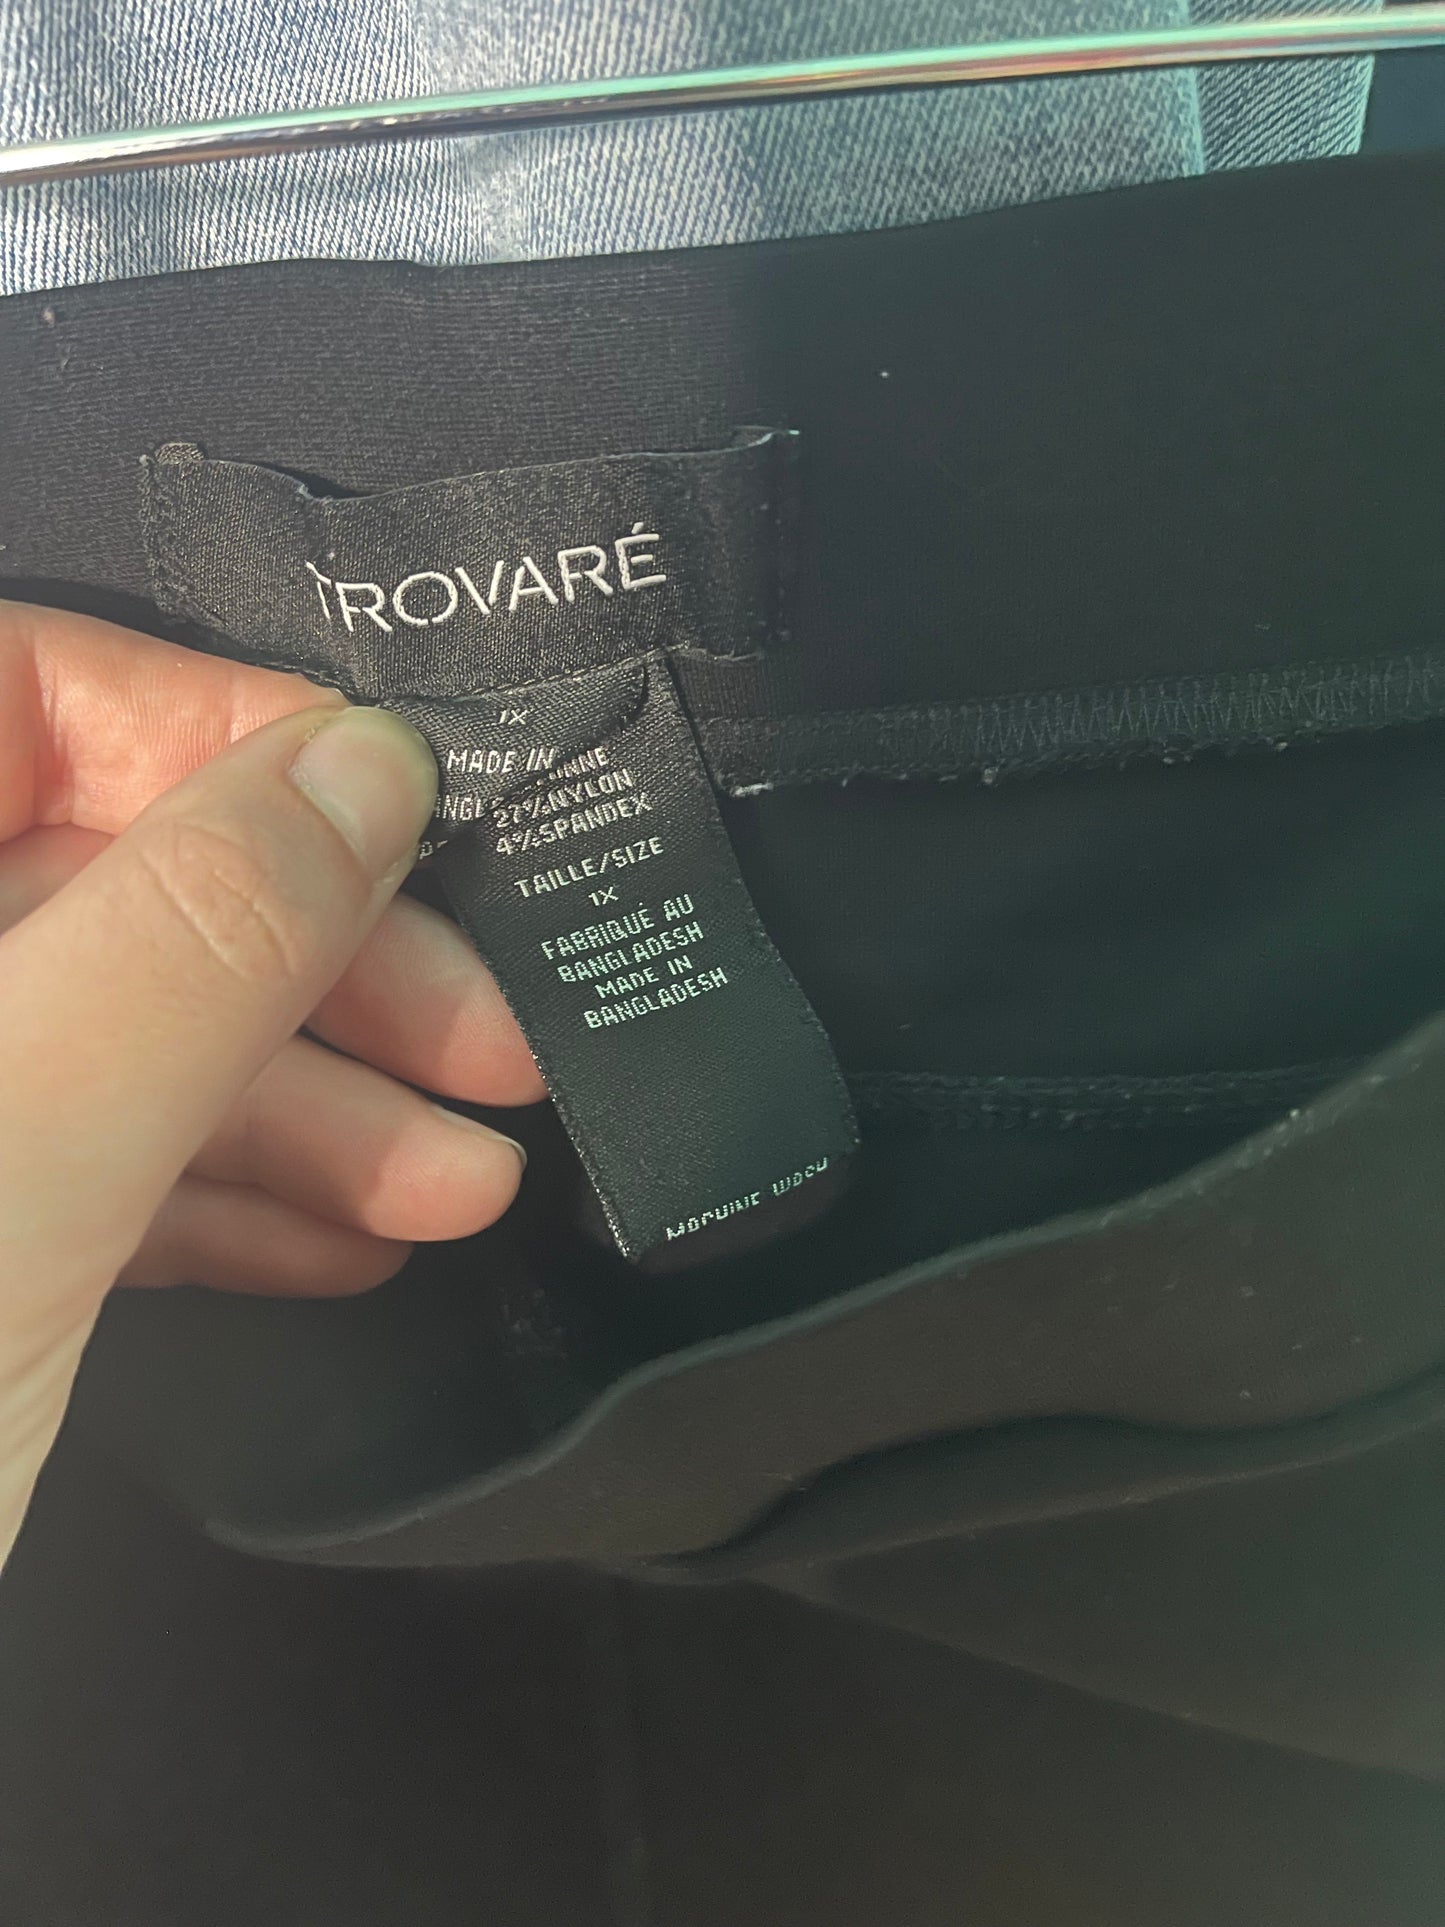 TROVARÉ
1X
MADE IN
27% NYLON
4% SPANDEX
TAILLE/SIZE
1X
FABRIQUÉ AU
BANGLADESH
MADE IN
BANGLADESH